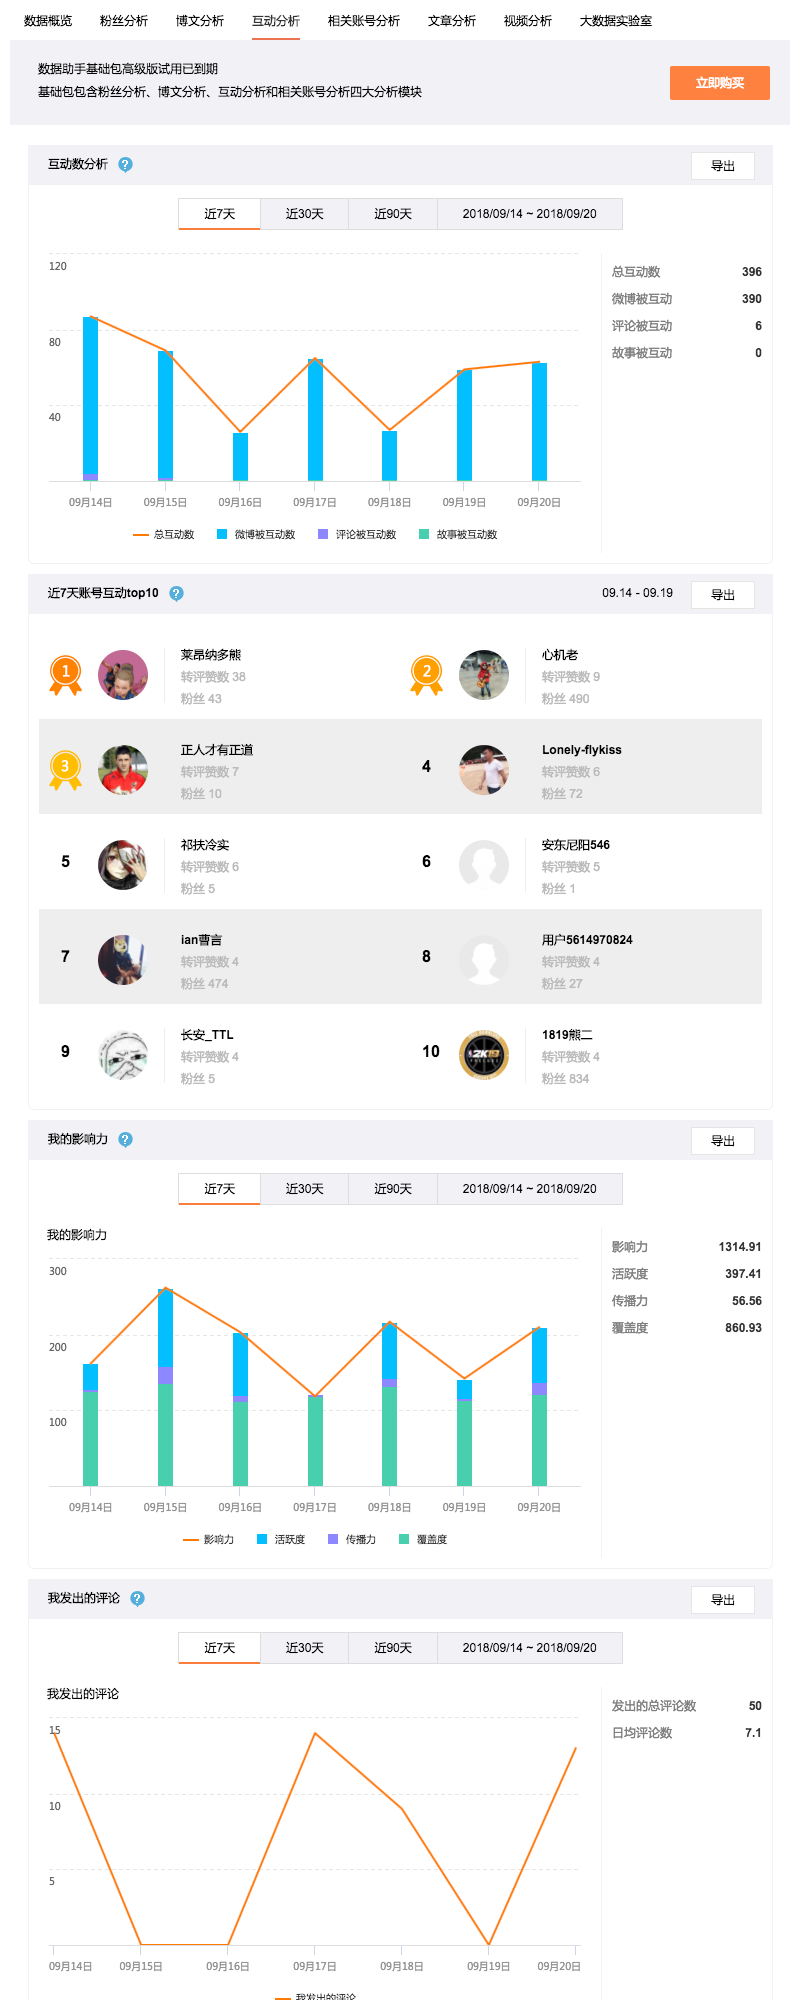 数据概览 粉丝分析 博文分析 互动分析 相关账号分析 文章分析 视频分析 大数据实验室
数据助手基础包高级版试用已到期
基础包包含粉丝分析、博文分析、互动分析和相关账号分析四大分析模块
立即购买
互动数分析 ? 导出
近7天 近30天 近90天 2018/09/14 ~ 2018/09/20
120
80
40
09月14日 09月15日 09月16日 09月17日 09月18日 09月19日 09月20日
总互动数 微博被互动数 评论被互动数 故事被互动数
总互动数 396
微博被互动 390
评论被互动 6
故事被互动 0
近7天账号互动top10 ? 09.14 - 09.19 导出
1 莱昂纳多熊
转评赞数 38
粉丝 43
2 心机老
转评赞数 9
粉丝 490
3 正人才有正道
转评赞数 7
粉丝 10
4 Lonely-flykiss
转评赞数 6
粉丝 72
5 祁扶冷实
转评赞数 6
粉丝 5
6 安东尼阳546
转评赞数 5
粉丝 1
7 ian曹言
转评赞数 4
粉丝 474
8 用户5614970824
转评赞数 4
粉丝 27
9 长安_TTL
转评赞数 4
粉丝 5
10 1819熊二
转评赞数 4
粉丝 834
2K19
我的影响力 ? 导出
近7天 近30天 近90天 2018/09/14 ~ 2018/09/20
我的影响力
300
200
100
09月14日 09月15日 09月16日 09月17日 09月18日 09月19日 09月20日
影响力 活跃度 传播力 覆盖度
影响力 1314.91
活跃度 397.41
传播力 56.56
覆盖度 860.93
我发出的评论 ? 导出
近7天 近30天 近90天 2018/09/14 ~ 2018/09/20
我发出的评论
15
10
5
09月14日 09月15日 09月16日 09月17日 09月18日 09月19日 09月20日
我发出的评论
发出的总评论数 50
日均评论数 7.1